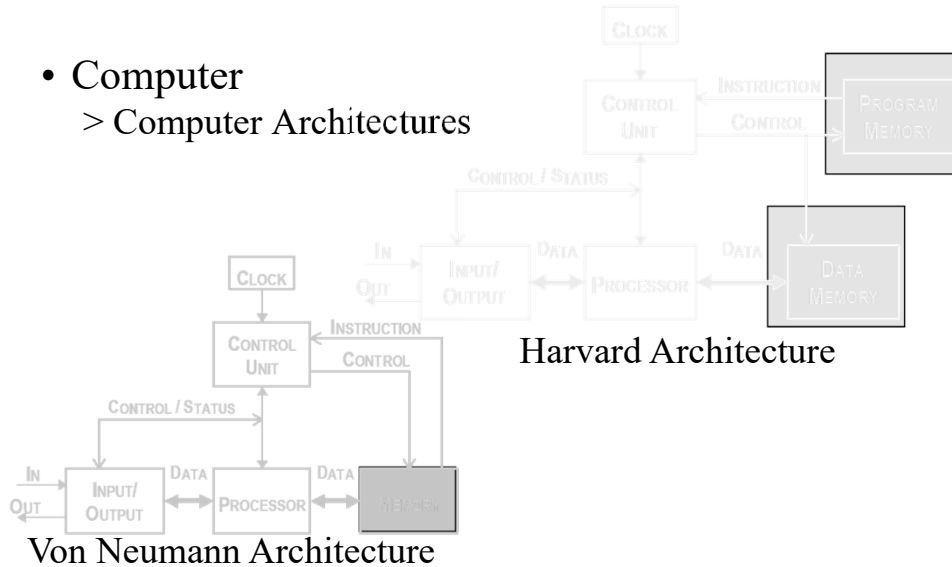 • Computer
> Computer Architectures
CLOCK
CONTROL
UNIT
INSTRUCTION
CONTROL
PROGRAM
MEMORY
CONTROL / STATUS
IN
OUT
INPUT/
OUTPUT
DATA
PROCESSOR
DATA
DATA
MEMORY
Harvard Architecture
CLOCK
CONTROL
UNIT
INSTRUCTION
CONTROL
CONTROL / STATUS
IN
OUT
INPUT/
OUTPUT
DATA
PROCESSOR
DATA
MEMORY
Von Neumann Architecture